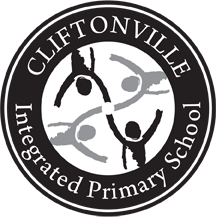 CLIFTONVILLE
Integrated Primary School